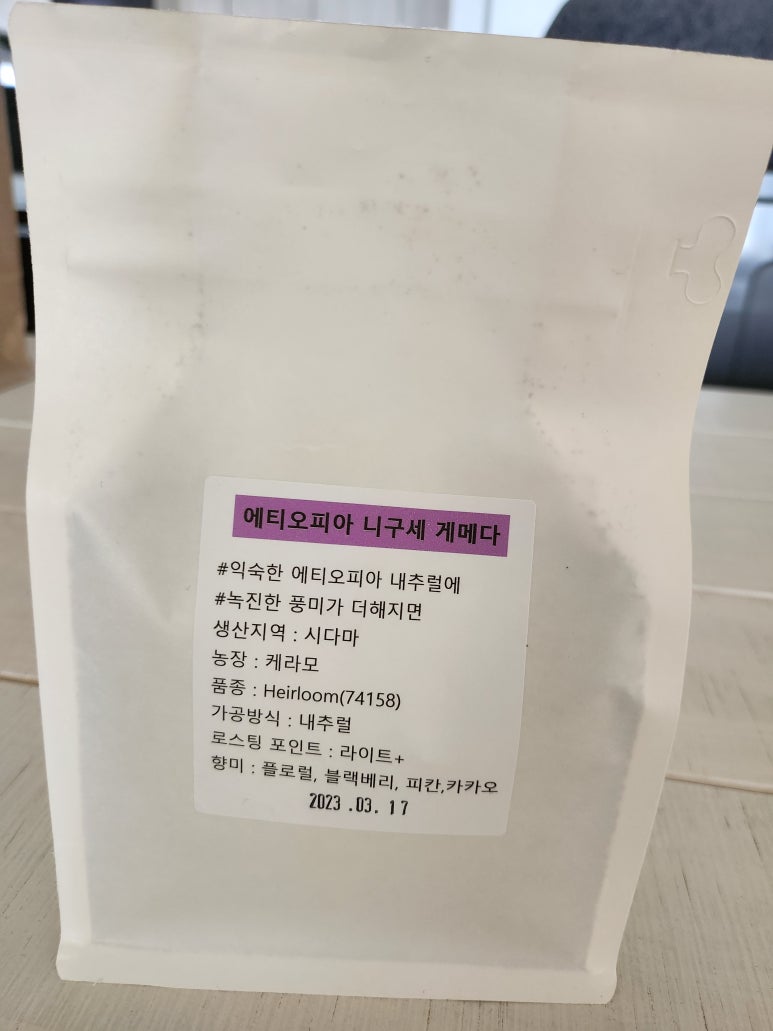 에티오피아 니구세 게메다
#익숙한 에티오피아 내추럴에
#녹진한 풍미가 더해지면
생산지역 : 시다마
농장 : 케라모
품종 : Heirloom(74158)
가공방식 : 내추럴
로스팅 포인트 : 라이트+
향미 : 플로럴, 블랙베리, 피칸,카카오
2023 .03. 17